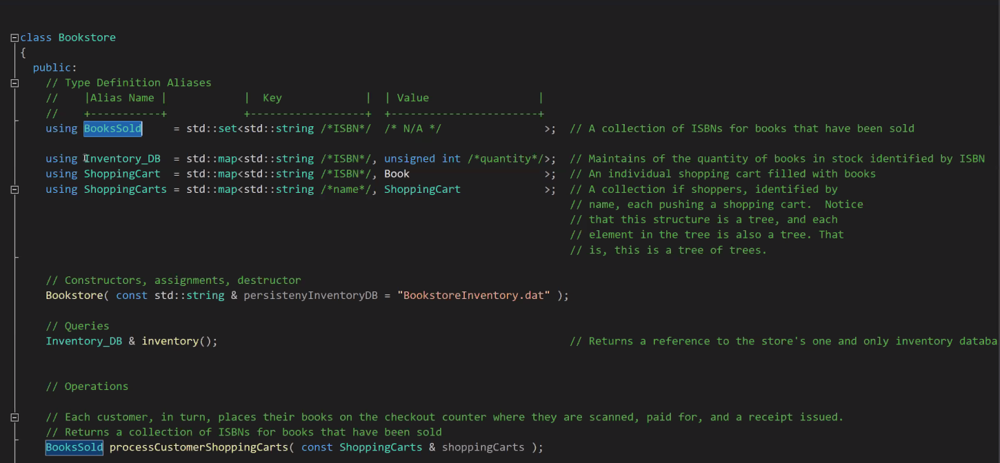 class Bookstore
{
public:
// Type Definition Aliases
// |Alias Name | | Key | | Value |
// +-----------+ +-------------------+ +------------------------+
using BooksSold = std::set<std::string /*ISBN*/ /* N/A */ >; // A collection of ISBNs for books that have been sold
using Inventory_DB = std::map<std::string /*ISBN*/, unsigned int /*quantity*/>; // Maintains of the quantity of books in stock identified by ISBN
using ShoppingCart = std::map<std::string /*ISBN*/, Book >; // An individual shopping cart filled with books
using ShoppingCarts = std::map<std::string /*name*/, ShoppingCart >; // A collection if shoppers, identified by
// name, each pushing a shopping cart. Notice
// that this structure is a tree, and each
// element in the tree is also a tree. That
// is, this is a tree of trees.
// Constructors, assignments, destructor
Bookstore( const std::string & persistenyInventoryDB = "BookstoreInventory.dat" );
// Queries
Inventory_DB & inventory(); // Returns a reference to the store's one and only inventory databa
// Operations
// Each customer, in turn, places their books on the checkout counter where they are scanned, paid for, and a receipt issued.
// Returns a collection of ISBNs for books that have been sold
BooksSold processCustomerShoppingCarts( const ShoppingCarts & shoppingCarts );